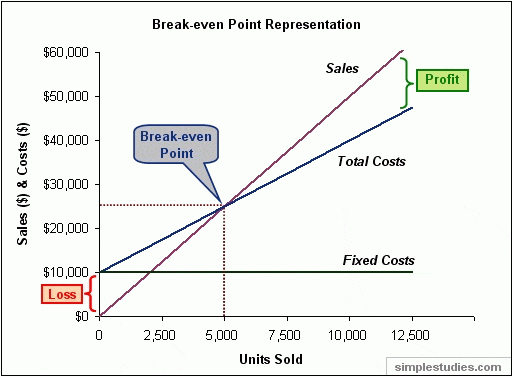 Break-even Point Representation
$60,000
$50,000
$40,000
$30,000
$20,000
$10,000
$0
Sales ($) & Costs ($)
Sales
Profit
Break-even
Point
Total Costs
Fixed Costs
Loss
0
2,500
5,000
7,500
10,000
12,500
Units Sold
simplestudies.com